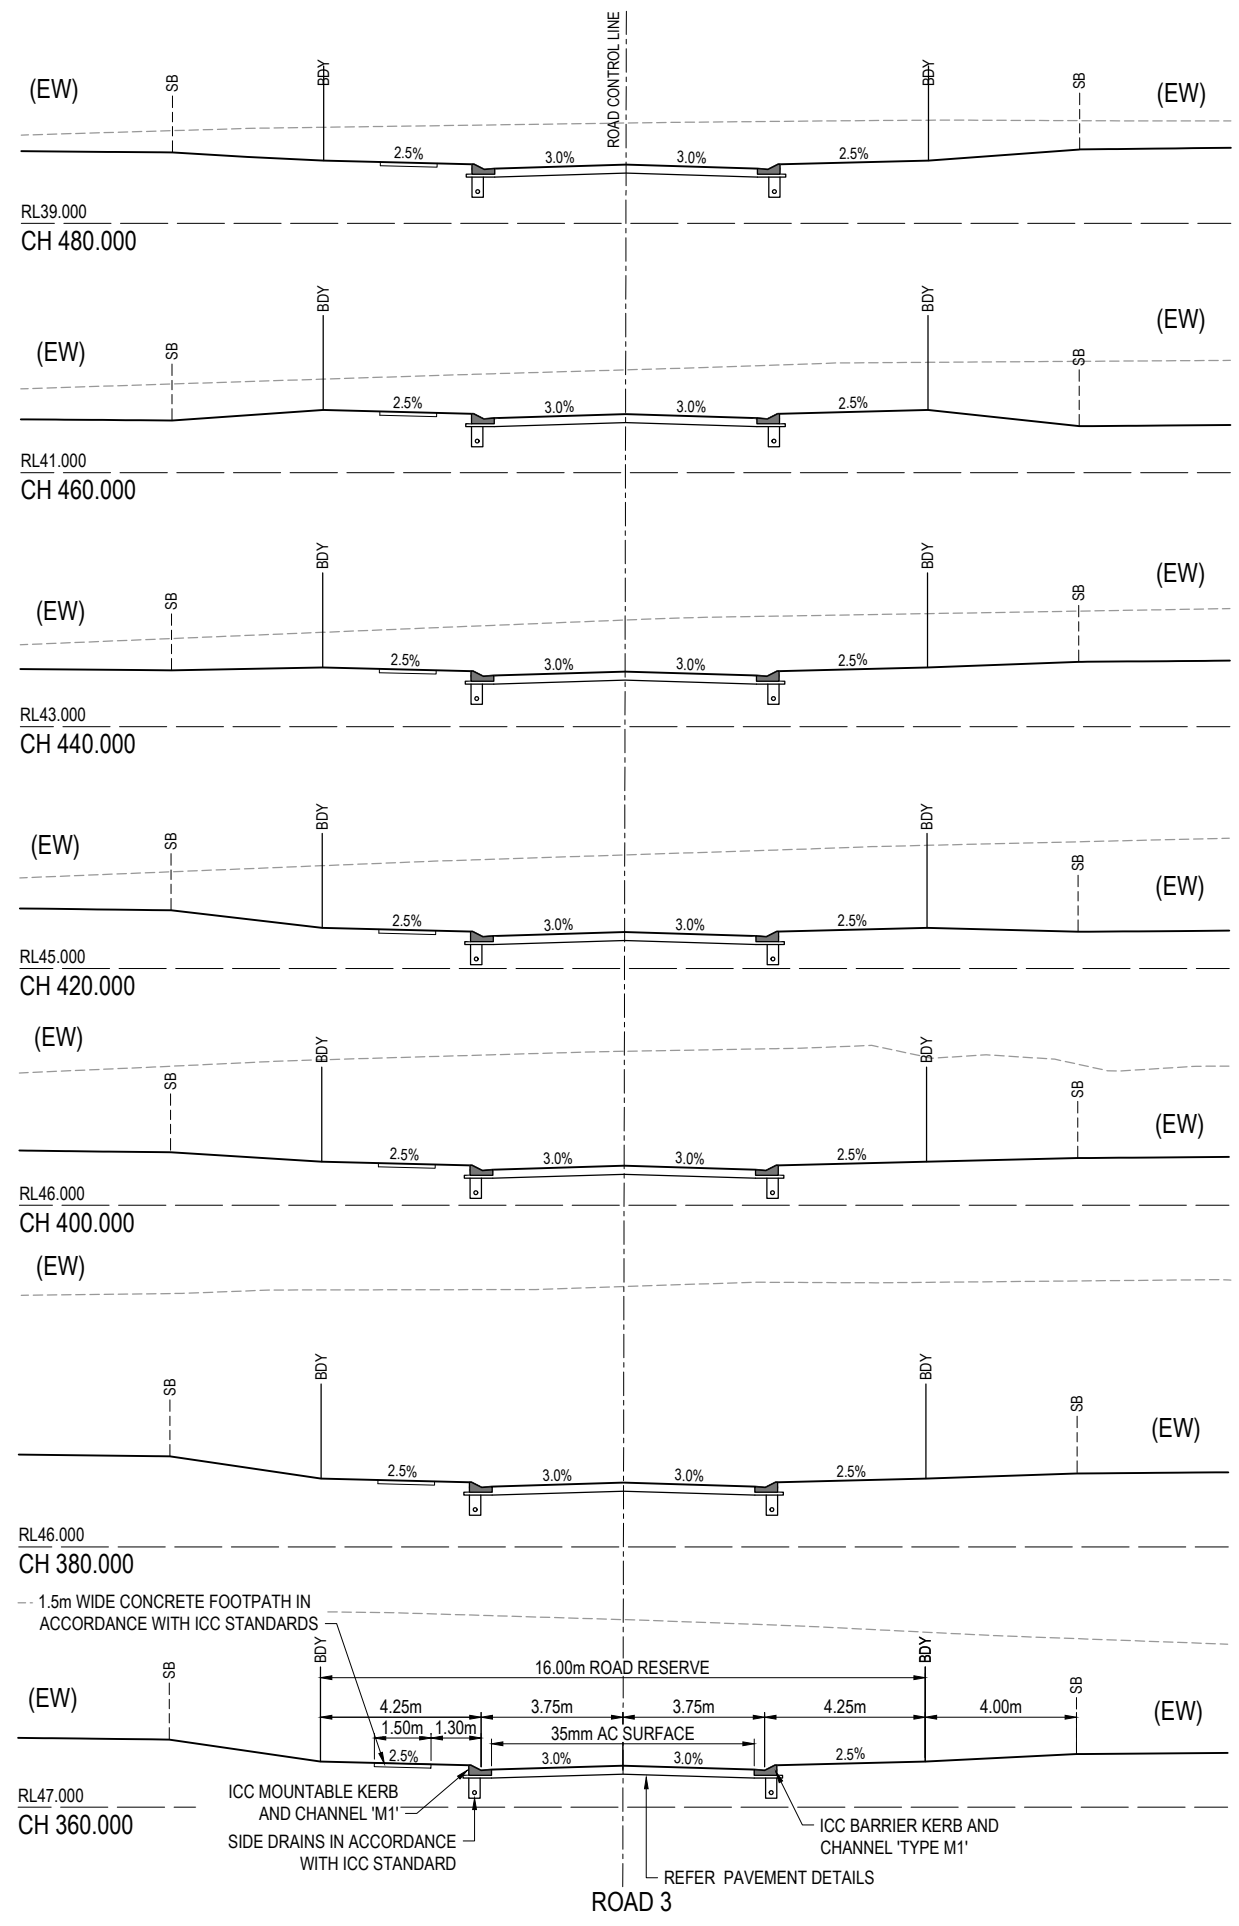 ROAD CONTROL LINE
(EW)
SB
BDY
BDY
SB
(EW)
2.5%
3.0%
3.0%
2.5%
RL39.000
CH 480.000
(EW)
SB
BDY
BDY
SB
(EW)
2.5%
3.0%
3.0%
2.5%
RL41.000
CH 460.000
(EW)
SB
BDY
BDY
SB
(EW)
2.5%
3.0%
3.0%
2.5%
RL43.000
CH 440.000
(EW)
SB
BDY
BDY
SB
(EW)
2.5%
3.0%
3.0%
2.5%
RL45.000
CH 420.000
(EW)
SB
BDY
BDY
SB
(EW)
2.5%
3.0%
3.0%
2.5%
RL46.000
CH 400.000
(EW)
SB
BDY
BDY
SB
(EW)
2.5%
3.0%
3.0%
2.5%
RL46.000
CH 380.000
1.5m WIDE CONCRETE FOOTPATH IN
ACCORDANCE WITH ICC STANDARDS
(EW)
SB
BDY
BDY
SB
(EW)
16.00m ROAD RESERVE
4.25m
3.75m
3.75m
4.25m
4.00m
1.50m
1.30m
35mm AC SURFACE
2.5%
3.0%
3.0%
2.5%
RL47.000
CH 360.000
ICC MOUNTABLE KERB
AND CHANNEL 'M1'
SIDE DRAINS IN ACCORDANCE
WITH ICC STANDARD
ICC BARRIER KERB AND
CHANNEL 'TYPE M1'
REFER PAVEMENT DETAILS
ROAD 3